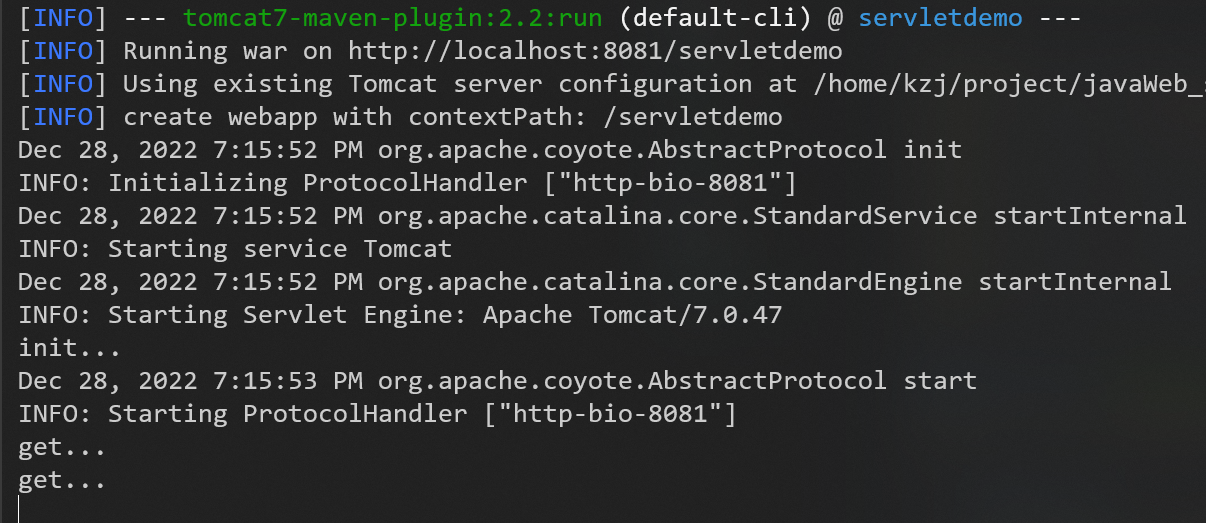 [INFO] --- tomcat7-maven-plugin:2.2:run (default-cli) @ servletdemo ---
[INFO] Running war on http://localhost:8081/servletdemo
[INFO] Using existing Tomcat server configuration at /home/kzj/project/javaWeb_
[INFO] create webapp with contextPath: /servletdemo
Dec 28, 2022 7:15:52 PM org.apache.coyote.AbstractProtocol init
INFO: Initializing ProtocolHandler ["http-bio-8081"]
Dec 28, 2022 7:15:52 PM org.apache.catalina.core.StandardService startInternal
INFO: Starting service Tomcat
Dec 28, 2022 7:15:52 PM org.apache.catalina.core.StandardEngine startInternal
INFO: Starting Servlet Engine: Apache Tomcat/7.0.47
init...
Dec 28, 2022 7:15:53 PM org.apache.coyote.AbstractProtocol start
INFO: Starting ProtocolHandler ["http-bio-8081"]
get...
get...